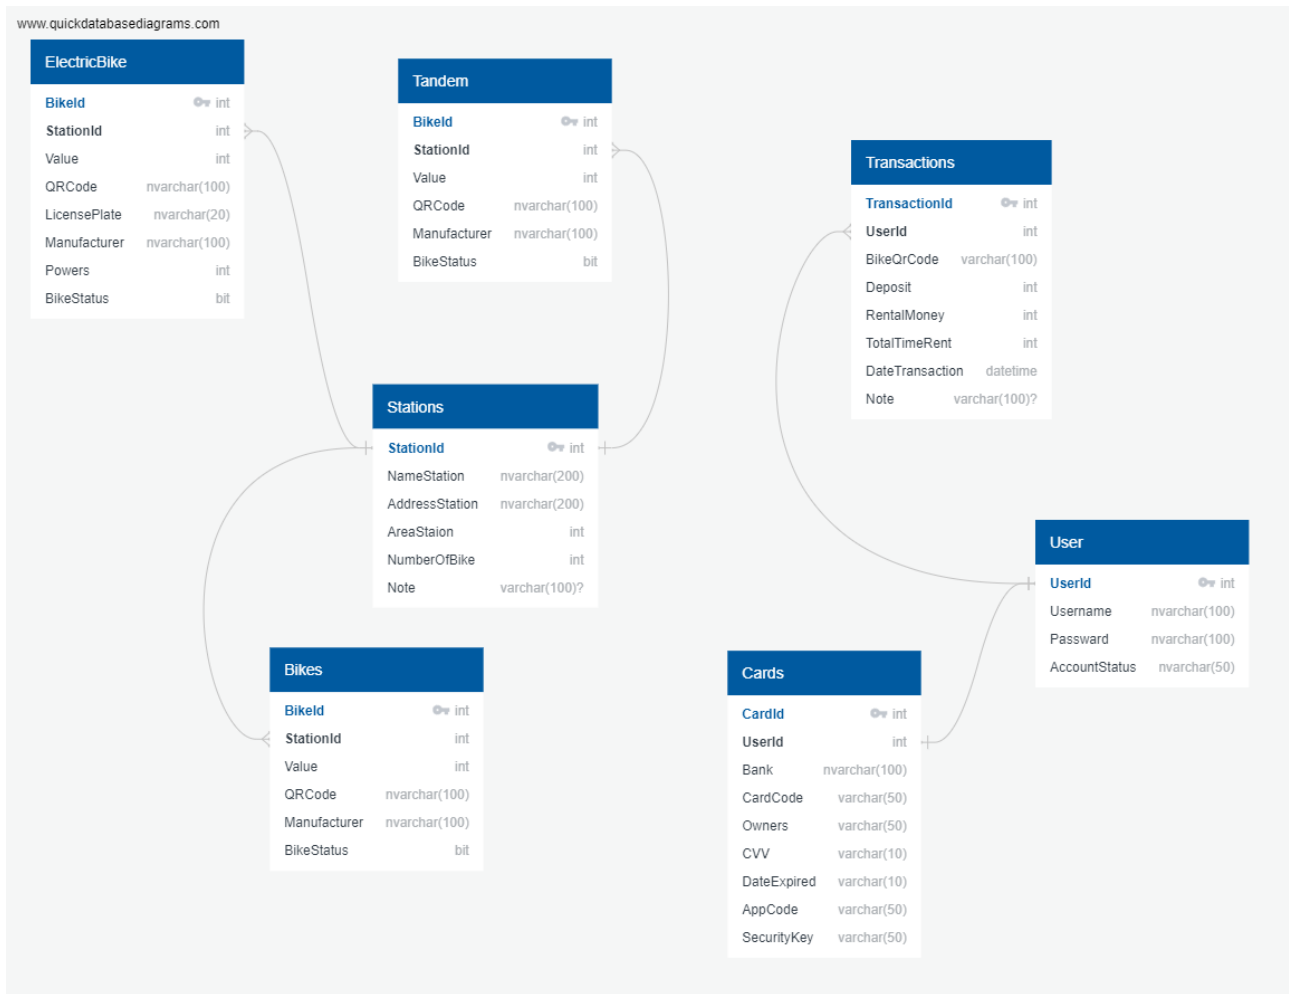 www.quickdatabasediagrams.com
ElectricBike
BikeId int
StationId int
Value int
QRCode nvarchar(100)
LicensePlate nvarchar(20)
Manufacturer nvarchar(100)
Powers int
BikeStatus bit
Tandem
BikeId int
StationId int
Value int
QRCode nvarchar(100)
Manufacturer nvarchar(100)
BikeStatus bit
Transactions
TransactionId int
UserId int
BikeQrCode varchar(100)
Deposit int
RentalMoney int
TotalTimeRent int
DateTransaction datetime
Note varchar(100)?
Stations
StationId int
NameStation nvarchar(200)
AddressStation nvarchar(200)
AreaStaion int
NumberOfBike int
Note varchar(100)?
User
UserId int
Username nvarchar(100)
Passward nvarchar(100)
AccountStatus nvarchar(50)
Bikes
BikeId int
StationId int
Value int
QRCode nvarchar(100)
Manufacturer nvarchar(100)
BikeStatus bit
Cards
CardId int
UserId int
Bank nvarchar(100)
CardCode varchar(50)
Owners varchar(50)
CVV varchar(10)
DateExpired varchar(10)
AppCode varchar(50)
SecurityKey varchar(50)